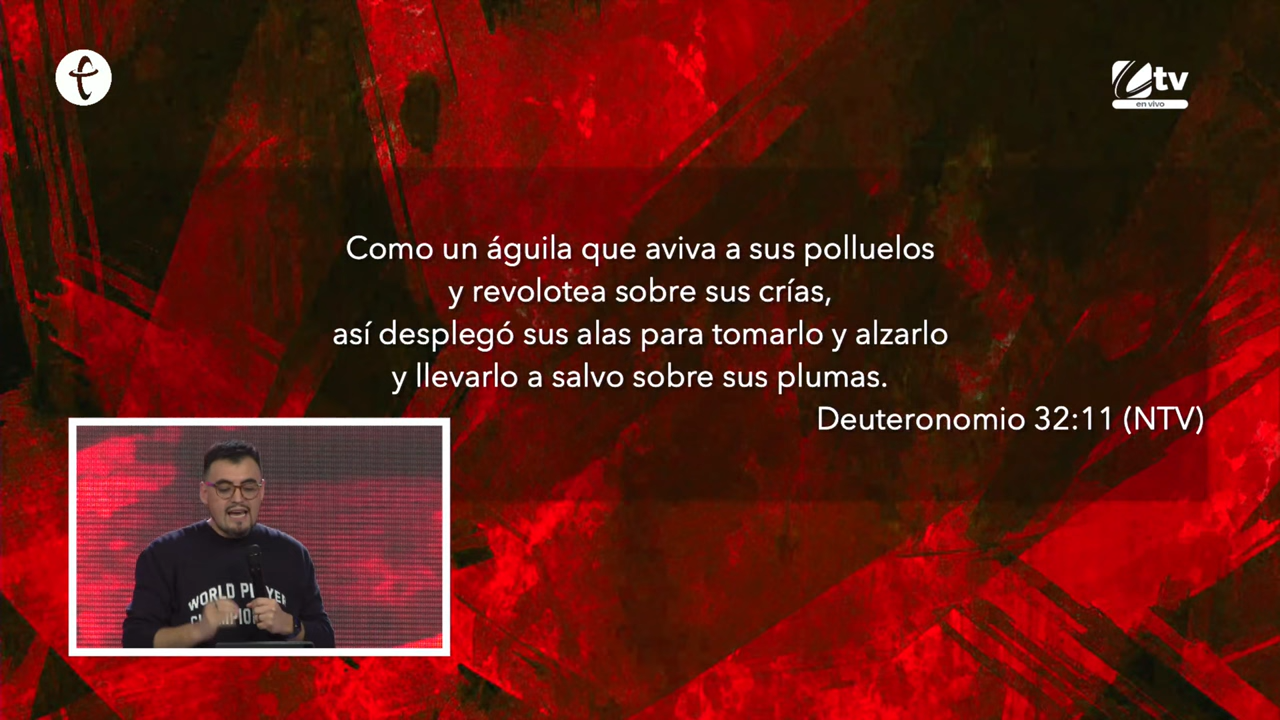 tv
en vivo
Como un águila que aviva a sus polluelos
y revolotea sobre sus crías,
así desplegó sus alas para tomarlo y alzarlo
y llevarlo a salvo sobre sus plumas.
Deuteronomio 32:11 (NTV)
WORLD